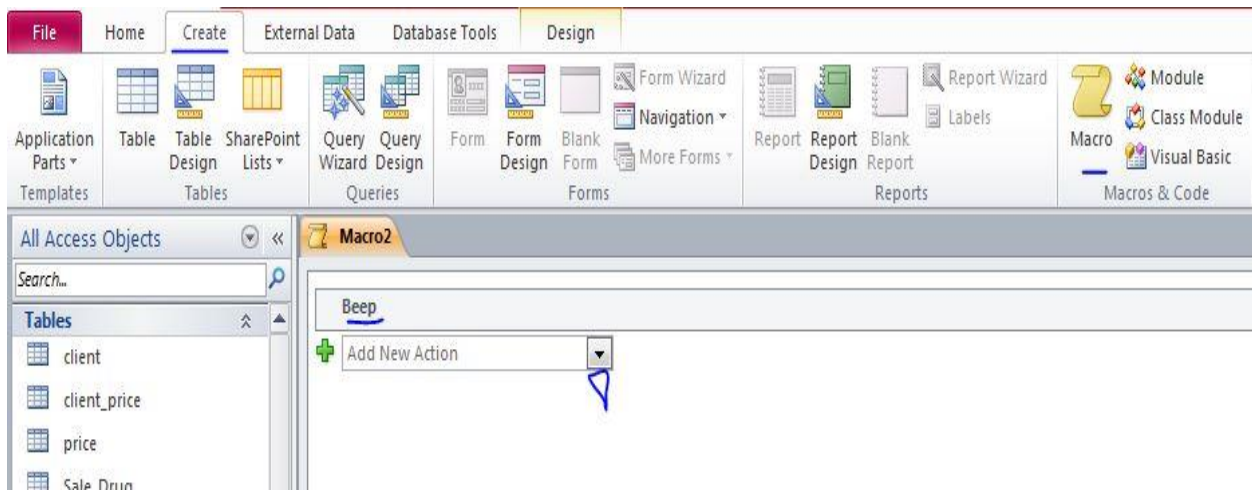 File Home Create External Data Database Tools Design
Application Parts
Table
Table Design
SharePoint Lists
Query Wizard
Query Design
Form
Form Design
Blank Form
Form Wizard
Navigation
More Forms
Report
Report Design
Blank Report
Report Wizard
Labels
Macro
Module
Class Module
Visual Basic
Templates Tables Queries Forms Reports Macros & Code
All Access Objects
Search...
Tables
client
client_price
price
Sale_Drug
Macro2
Beep
Add New Action